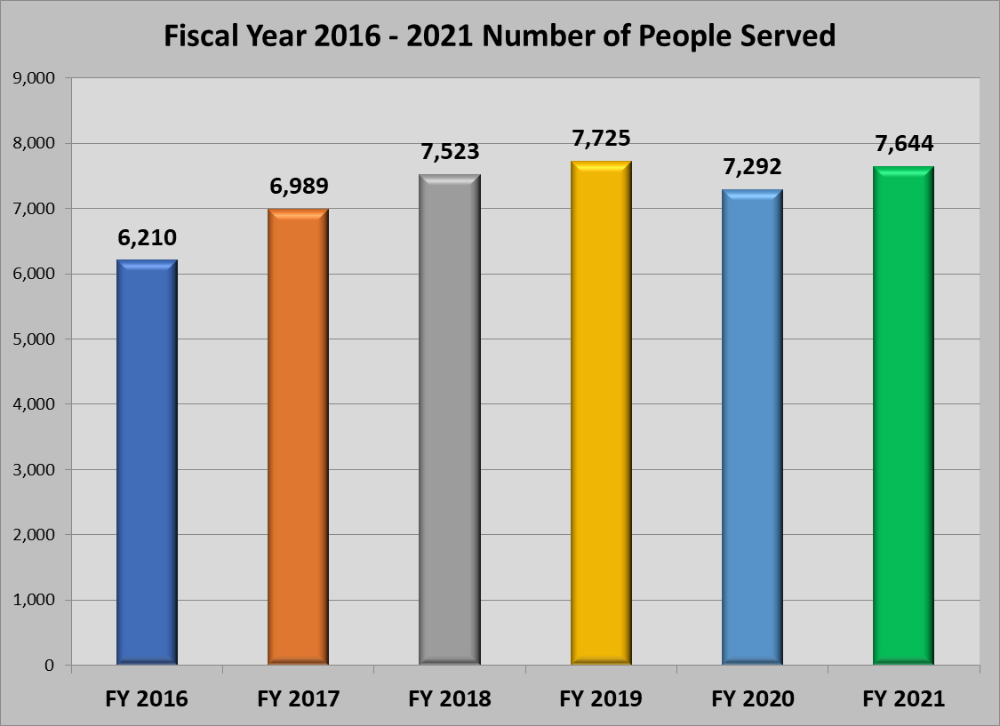 Fiscal Year 2016 - 2021 Number of People Served
9,000
8,000
7,000
6,000
5,000
4,000
3,000
2,000
1,000
0
6,210
6,989
7,523
7,725
7,292
7,644
FY 2016
FY 2017
FY 2018
FY 2019
FY 2020
FY 2021